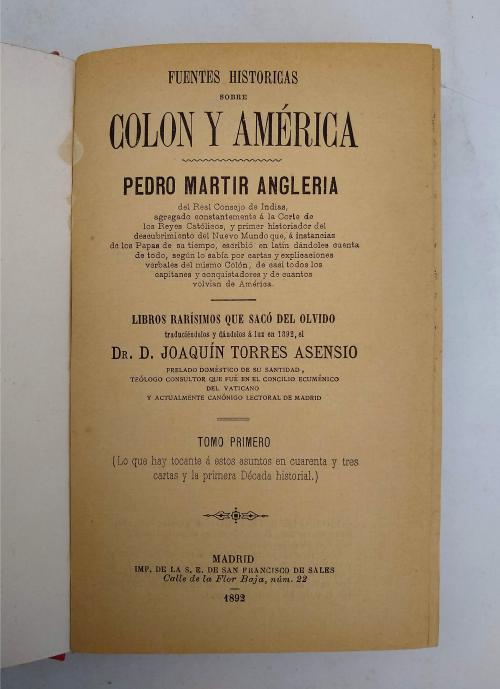 FUENTES HISTORICAS
SOBRE
COLON Y AMÉRICA
PEDRO MARTIR ANGLERIA
del Real Consejo de Indias,
agregado constantemente á la Corte de
los Reyes Católicos, y primer historiador del
descubrimiento del Nuevo Mundo que, á instancias
de los Papas de su tiempo, escribió en latín dándoles cuenta
de todo, según lo sabía por cartas y explicaciones
verbales del mismo Colón, de casi todos los
capitanes y conquistadores y de cuantos
volvían de América.
LIBROS RARÍSIMOS QUE SACÓ DEL OLVIDO
traduciéndolos y dándolos á luz en 1892, el
DR. D. JOAQUÍN TORRES ASENSIO
PRELADO DOMÉSTICO DE SU SANTIDAD,
TEÓLOGO CONSULTOR QUE FUÉ EN EL CONCILIO ECUMÉNICO
DEL VATICANO
Y ACTUALMENTE CANÓNIGO LECTORAL DE MADRID
TOMO PRIMERO
(Lo que hay tocante á estos asuntos en cuarenta y tres
cartas y la primera Década historial.)
MADRID
IMP. DE LA S. E. DE SAN FRANCISCO DE SALES
Calle de la Flor Baja, núm. 22
1892